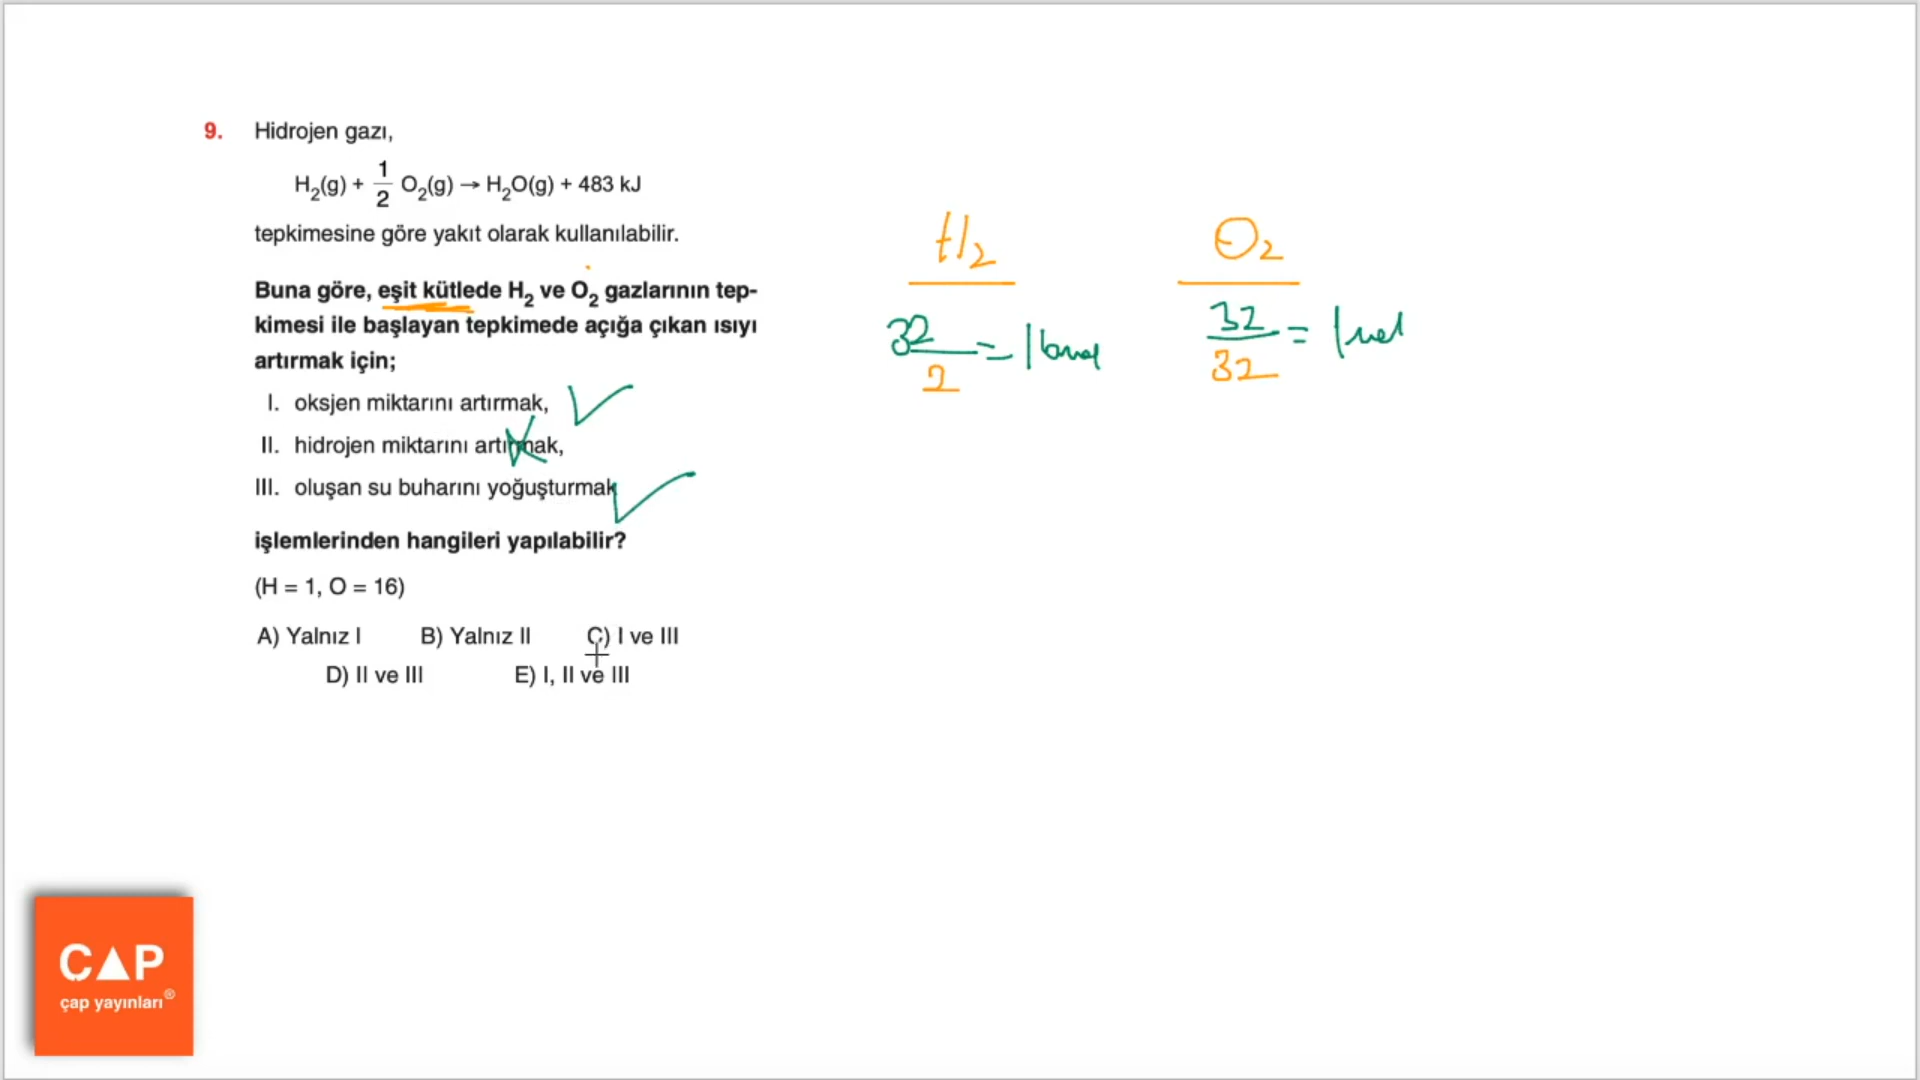 9. Hidrojen gazı,
H₂(g) + 1/2 O₂(g) → H₂O(g) + 483 kJ
tepkimesine göre yakıt olarak kullanılabilir.
Buna göre, eşit kütlede H₂ ve O₂ gazlarının tep-
kimesi ile başlayan tepkimede açığa çıkan ısıyı
artırmak için;
I. oksjen miktarını artırmak,
II. hidrojen miktarını artırmak,
III. oluşan su buharını yoğuşturmak
işlemlerinden hangileri yapılabilir?
(H = 1, O = 16)
A) Yalnız I B) Yalnız II C) I ve III
D) II ve III E) I, II ve III
H₂
32/2 = 16 mol
O₂
32/32 = 1 mol
ÇAP
çap yayınları®